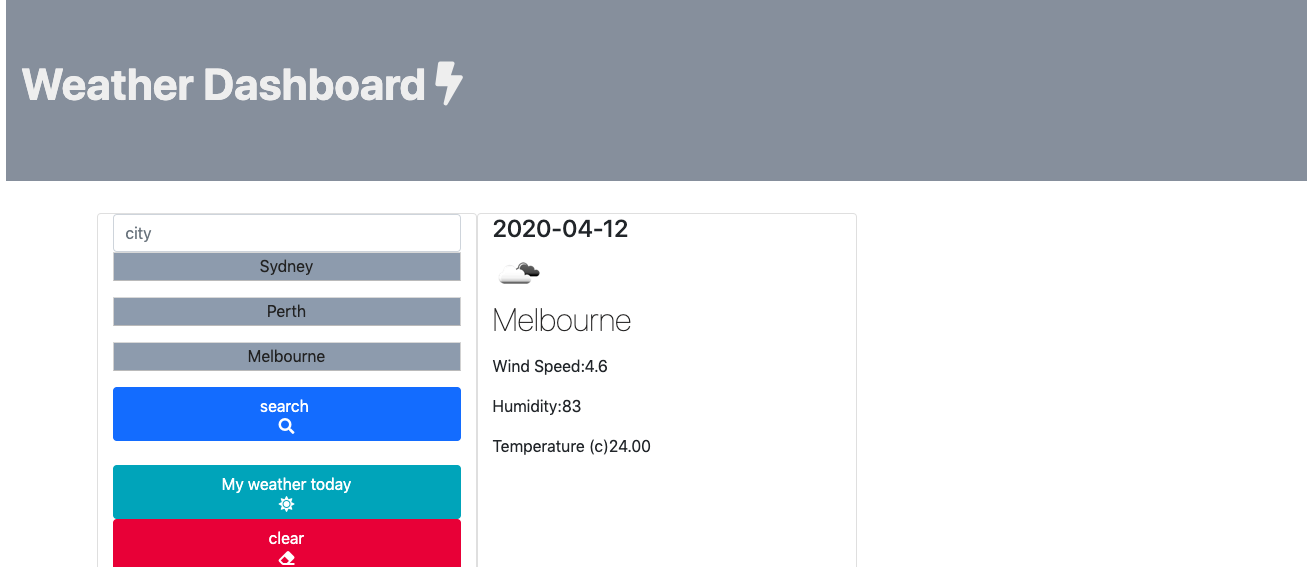 Weather Dashboard
city
Sydney
Perth
Melbourne
search
My weather today
clear
2020-04-12
Melbourne
Wind Speed:4.6
Humidity:83
Temperature (c)24.00